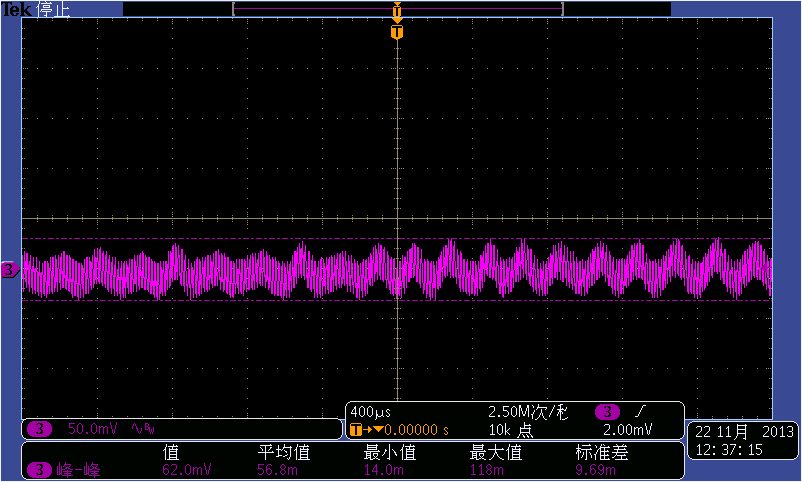 Tek 停止
T
T
3
400µs 2.50M次/秒 3
3 50.0mV T 0.00000 s 10k 点 2.00mV
22 11月 2013
12:37:15
值 平均值 最小值 最大值 标准差
3 峰-峰 62.0mV 56.8m 14.0m 118m 9.69m